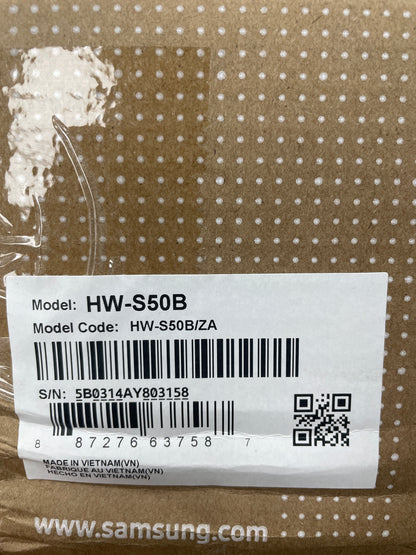 Model: HW-S50B
Model Code: HW-S50B/ZA
S/N: 5B0314AY803158
8 87276 63758 7
MADE IN VIETNAM(VN)
FABRIQUE AU VIETNAM(VN)
HECHO EN VIETNAM(VN)
www.samsung.com